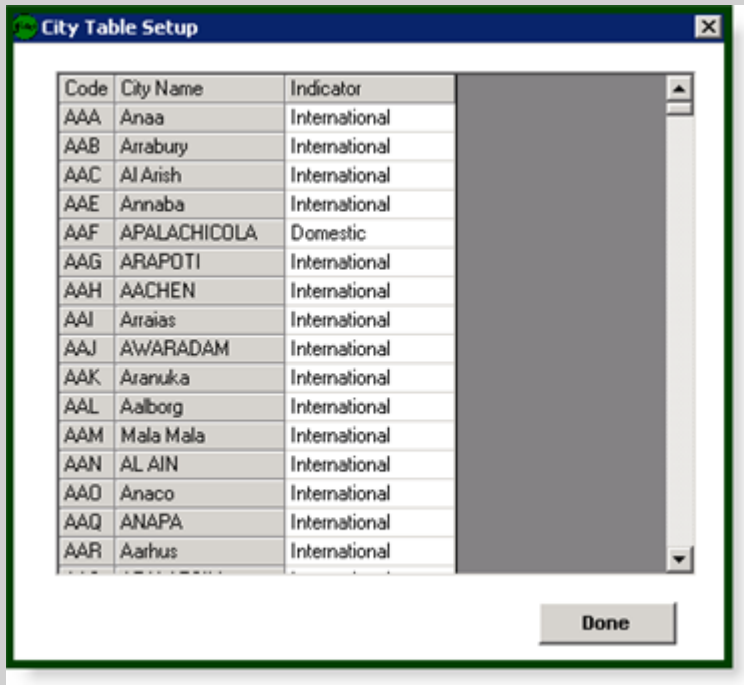 City Table Setup
Code City Name Indicator
AAA Anaa International
AAB Arrabury International
AAC Al Arish International
AAE Annaba International
AAF APALACHICOLA Domestic
AAG ARAPOTI International
AAH AACHEN International
AAI Arraias International
AAJ AWARADAM International
AAK Aranuka International
AAL Aalborg International
AAM Mala Mala International
AAN AL AIN International
AAO Anaco International
AAQ ANAPA International
AAR Aarhus International
Done